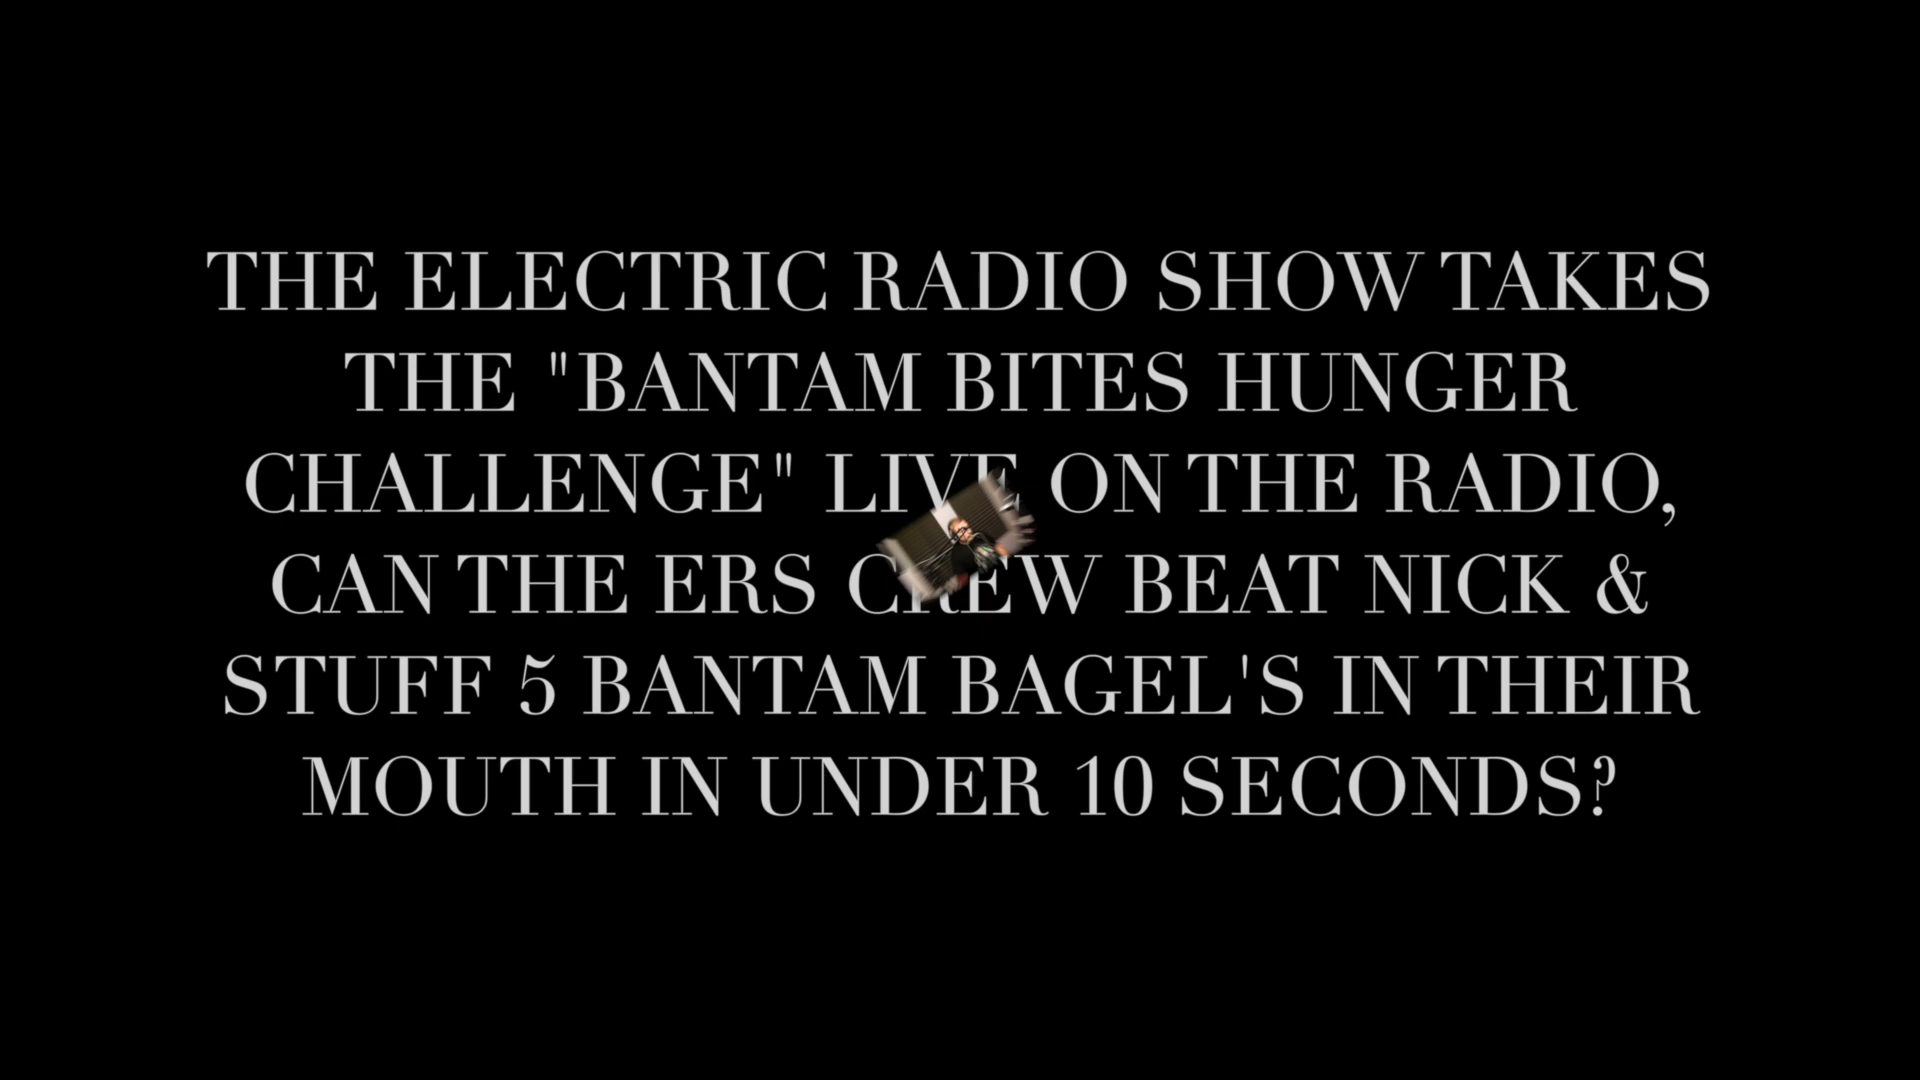 THE ELECTRIC RADIO SHOW TAKES
THE "BANTAM BITES HUNGER
CHALLENGE" LIVE ON THE RADIO,
CAN THE ERS CREW BEAT NICK &
STUFF 5 BANTAM BAGEL'S IN THEIR
MOUTH IN UNDER 10 SECONDS?